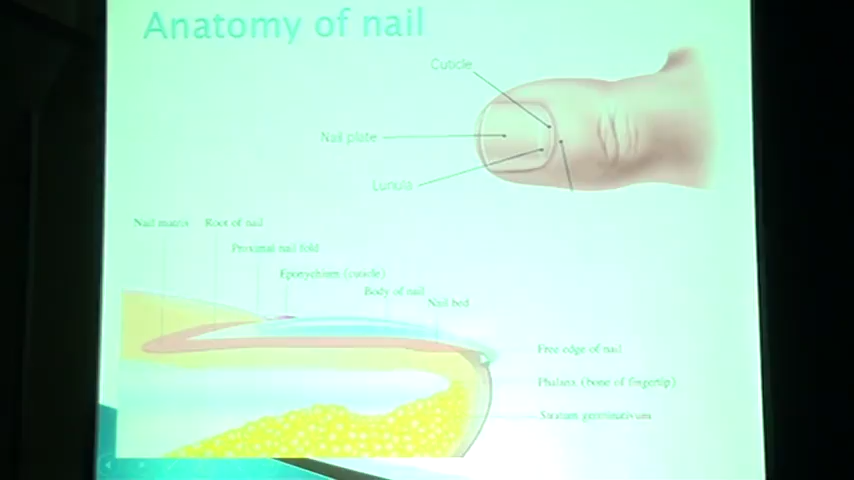 Anatomy of nail
Cuticle
Nail plate
Lunula
Nail matrix
Root of nail
Proximal nail fold
Eponychium (cuticle)
Body of nail
Nail bed
Free edge of nail
Phalanx (bone of fingertip)
Stratum germinativum